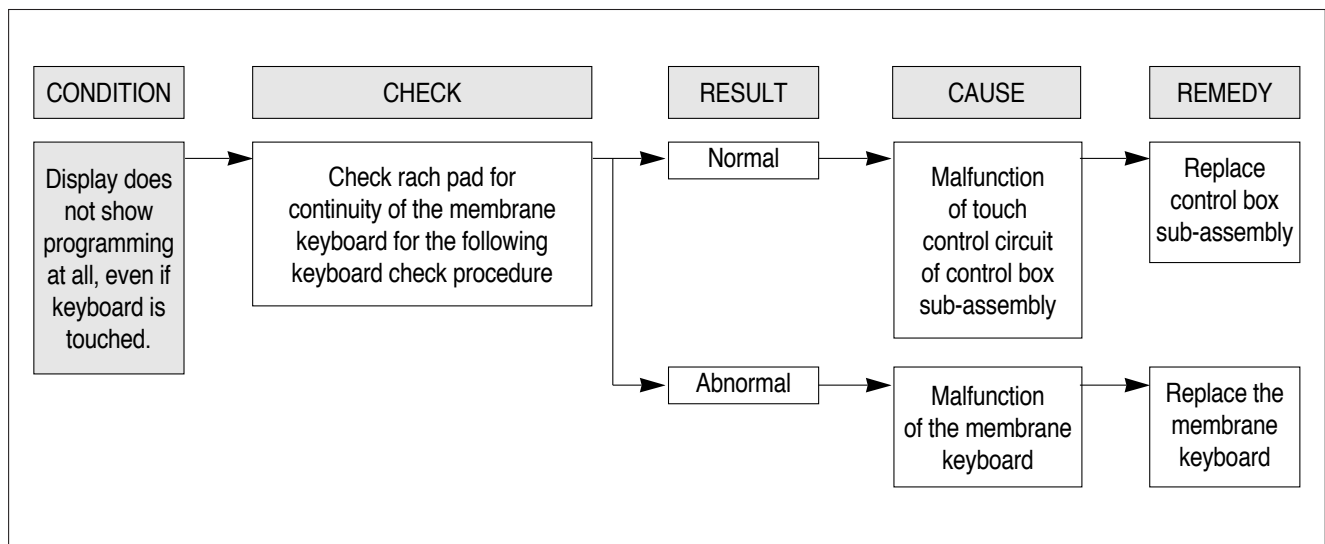 CONDITION
CHECK
RESULT
CAUSE
REMEDY
Display does
not show
programming
at all, even if
keyboard is
touched.
Check rach pad for
continuity of the membrane
keyboard for the following
keyboard check procedure
Normal
Malfunction
of touch
control circuit
of control box
sub-assembly
Replace
control box
sub-assembly
Abnormal
Malfunction
of the membrane
keyboard
Replace the
membrane
keyboard